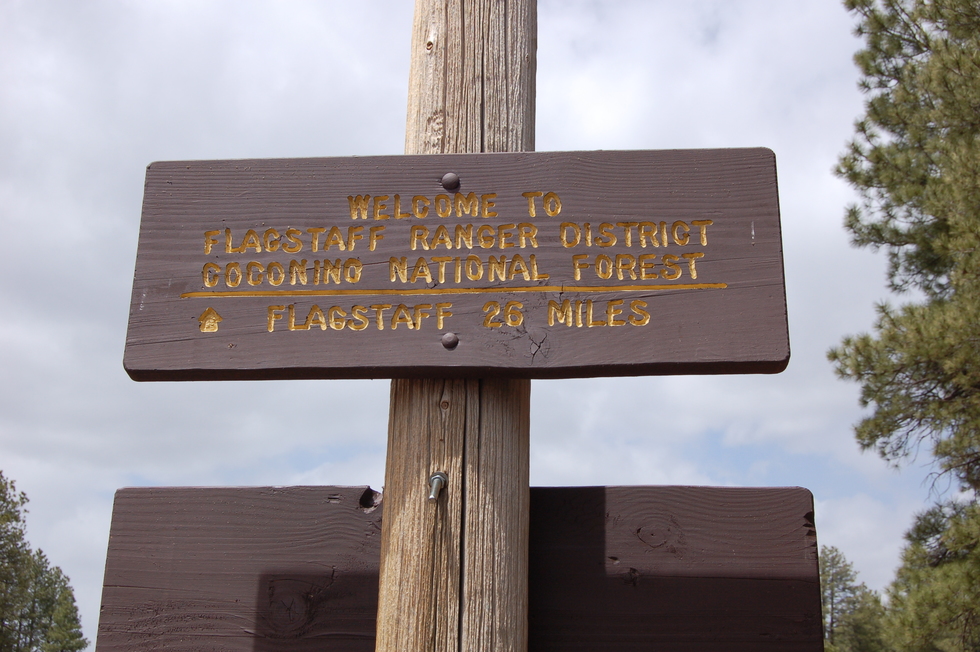 WELCOME TO
FLAGSTAFF RANGER DISTRICT
COCONINO NATIONAL FOREST
FLAGSTAFF 26 MILES